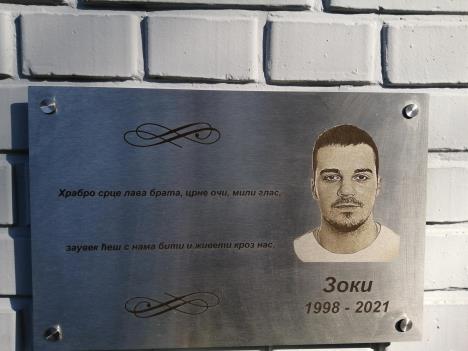 Храбро срце лава брата, црне очи, мили глас,
заувек ћеш с нама бити и живети кроз нас.
Зоки
1998 - 2021